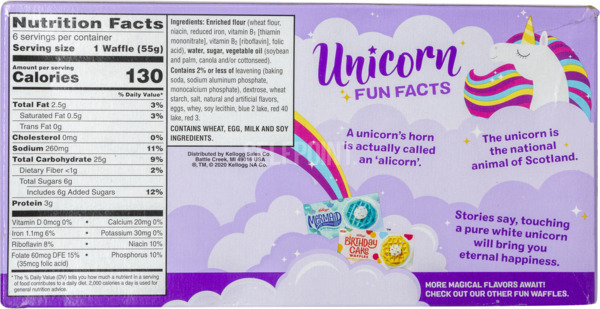 Nutrition Facts
6 servings per container
Serving size 1 Waffle (55g)
Amount per serving
Calories 130
% Daily Value*
Total Fat 2.5g 3%
Saturated Fat 0.5g 3%
Trans Fat 0g
Cholesterol 0mg 0%
Sodium 260mg 11%
Total Carbohydrate 25g 9%
Dietary Fiber <1g 2%
Total Sugars 6g
Includes 6g Added Sugars 12%
Protein 3g
Vitamin D 0mcg 0% • Calcium 20mg 0%
Iron 1.1mg 6% • Potassium 30mg 0%
Riboflavin 8% • Niacin 10%
Folate 60mcg DFE 15% • Phosphorus 10%
(35mcg folic acid)
* The % Daily Value (DV) tells you how much a nutrient in a serving
of food contributes to a daily diet. 2,000 calories a day is used for
general nutrition advice.
Ingredients: Enriched flour (wheat flour,
niacin, reduced iron, vitamin B₁ [thiamin
mononitrate], vitamin B₂ [riboflavin], folic
acid), water, sugar, vegetable oil (soybean
and palm, canola and/or cottonseed).
Contains 2% or less of leavening (baking
soda, sodium aluminum phosphate,
monocalcium phosphate), dextrose, wheat
starch, salt, natural and artificial flavors,
eggs, whey, soy lecithin, blue 2 lake, red 40
lake, red 3.
CONTAINS WHEAT, EGG, MILK AND SOY
INGREDIENTS.
Distributed by Kellogg Sales Co.
Battle Creek, MI 49016 USA
®, TM, © 2020 Kellogg NA Co.
Unicorn
FUN FACTS
A unicorn's horn
is actually called
an 'alicorn'.
The unicorn is
the national
animal of Scotland.
MERMAID
BIRTHDAY
CAKE
WAFFLES
Stories say, touching
a pure white unicorn
will bring you
eternal happiness.
MORE MAGICAL FLAVORS AWAIT!
CHECK OUT OUR OTHER FUN WAFFLES.